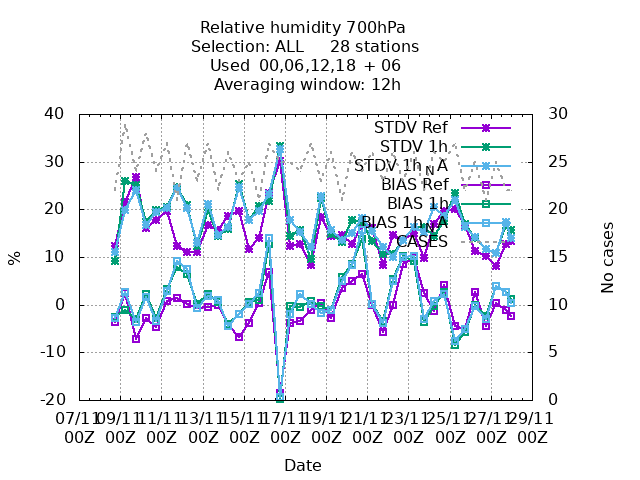 Relative humidity 700hPa
Selection: ALL 28 stations
Used 00,06,12,18 + 06
Averaging window: 12h
40 30
STDV Ref
STDV 1h
30 25
STDV 1h_NA
BIAS Ref
20 20
BIAS 1h
BIAS 1h_NA
CASES
% 10 15 No cases
0 10
-10 5
-20 0
07/11 09/11 11/11 13/11 15/11 17/11 19/11 21/11 23/11 25/11 27/11 29/11
00Z 00Z 00Z 00Z 00Z 00Z 00Z 00Z 00Z 00Z 00Z 00Z
Date